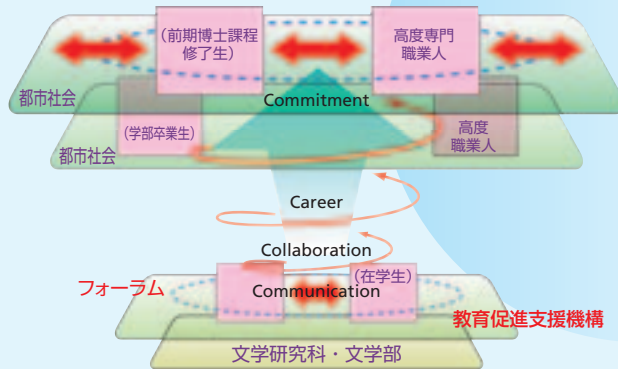 (前期博士課程
修了生)
高度専門
職業人
都市社会
Commitment
(学部卒業生)
高度
職業人
都市社会
Career
Collaboration
フォーラム
(在学生)
Communication
教育促進支援機構
文学研究科・文学部